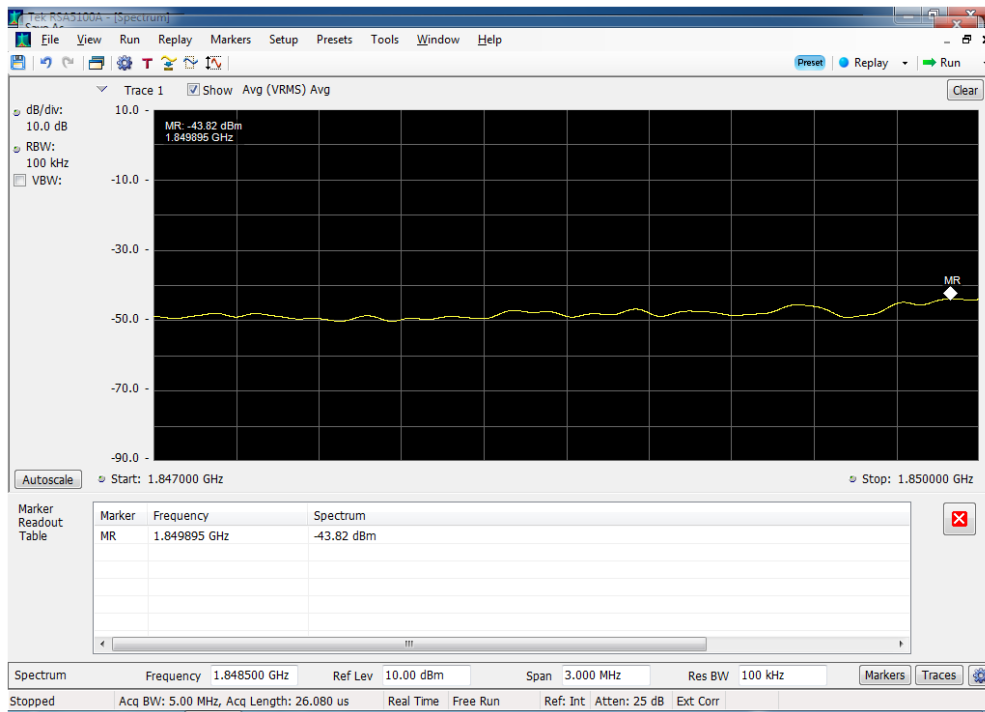 Tek RSA5100A - [Spectrum]
File View Run Replay Markers Setup Presets Tools Window Help
T Preset Replay Run
Trace 1 Show Avg (VRMS) Avg Clear
dB/div:
10.0 dB
RBW:
100 kHz
VBW:
10.0
-10.0
-30.0
-50.0
-70.0
-90.0
MR: -43.82 dBm
1.849895 GHz
MR
Autoscale Start: 1.847000 GHz Stop: 1.850000 GHz
Marker
Readout
Table
Marker Frequency Spectrum
MR 1.849895 GHz -43.82 dBm
Spectrum Frequency 1.848500 GHz Ref Lev 10.00 dBm Span 3.000 MHz Res BW 100 kHz Markers Traces
Stopped Acq BW: 5.00 MHz, Acq Length: 26.080 us Real Time Free Run Ref: Int Atten: 25 dB Ext Corr